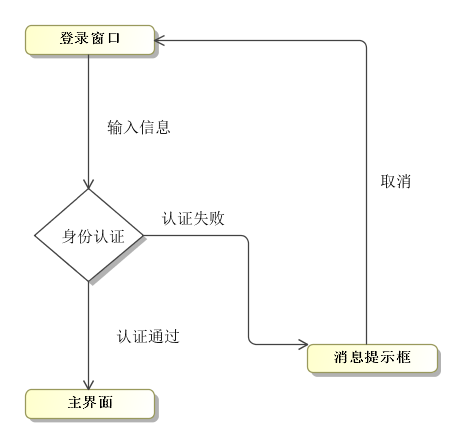 登录窗口
输入信息
取消
认证失败
身份认证
认证通过
消息提示框
主界面